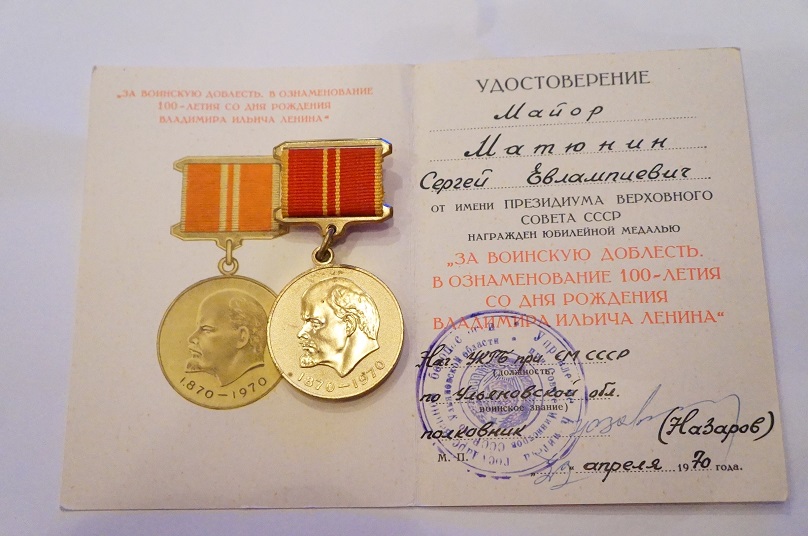 „ЗА ВОИНСКУЮ ДОБЛЕСТЬ. В ОЗНАМЕНОВАНИЕ
100-ЛЕТИЯ СО ДНЯ РОЖДЕНИЯ
ВЛАДИМИРА ИЛЬИЧА ЛЕНИНА“
1870–1970
1870–1970
УДОСТОВЕРЕНИЕ
Майор
Матюнин
Сергей Евлампиевич
ОТ ИМЕНИ ПРЕЗИДИУМА ВЕРХОВНОГО
СОВЕТА СССР
НАГРАЖДЕН ЮБИЛЕЙНОЙ МЕДАЛЬЮ
„ЗА ВОИНСКУЮ ДОБЛЕСТЬ.
В ОЗНАМЕНОВАНИЕ 100-ЛЕТИЯ
СО ДНЯ РОЖДЕНИЯ
ВЛАДИМИРА ИЛЬИЧА ЛЕНИНА“
Нач. УКГБ при СМ СССР
(должность,
по Ульяновской обл.
воинское звание)
полковник (Назаров)
М. П.
апреля 1970 года.